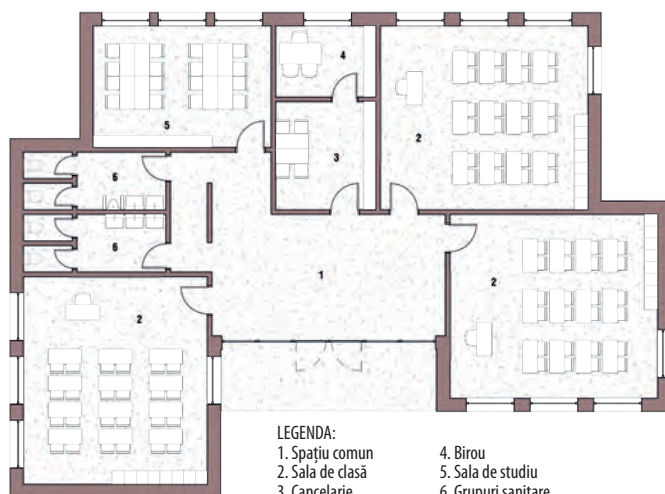 4
5
2
3
6
6
1
2
2
LEGENDA:
1. Spațiu comun
2. Sala de clasă
3. Cancelarie
4. Birou
5. Sala de studiu
6. Grupuri sanitare